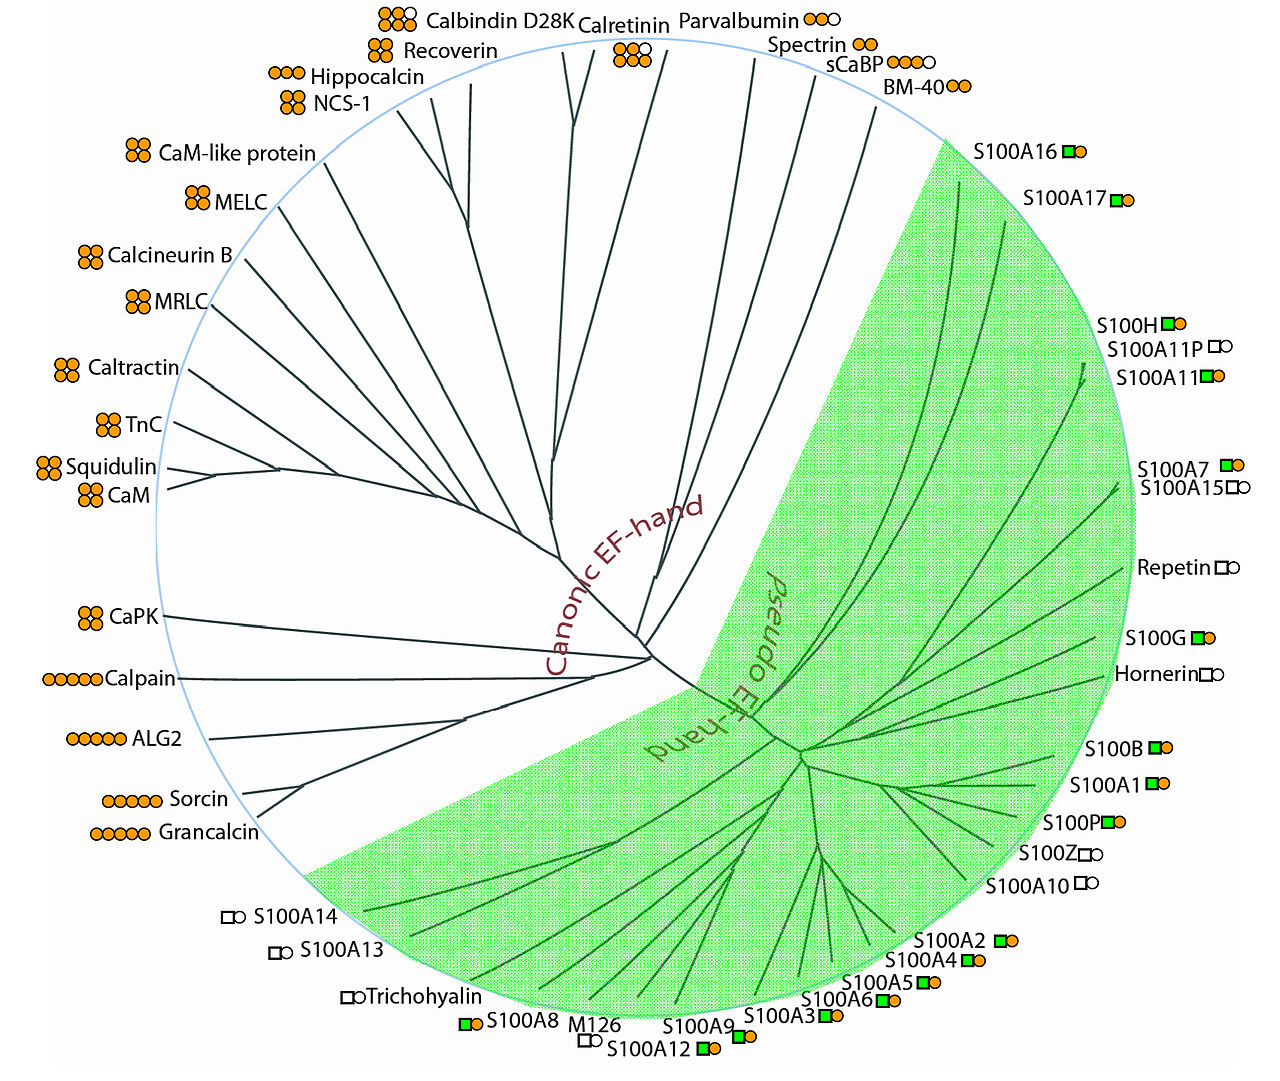 Calbindin D28K
Calretinin
Parvalbumin
Recoverin
Spectrin
sCaBP
Hippocalcin
BM-40
NCS-1
CaM-like protein
S100A16
MELC
S100A17
Calcineurin B
MRLC
S100H
S100A11P
Caltractin
S100A11
TnC
Squidulin
S100A7
CaM
S100A15
Canonic EF-hand
Repetin
Pseudo EF-hand
CaPK
S100G
Calpain
Hornerin
ALG2
S100B
S100A1
Sorcin
S100P
Grancalcin
S100Z
S100A10
S100A14
S100A13
S100A2
S100A4
S100A5
Trichohyalin
S100A6
S100A8
M126
S100A9
S100A3
S100A12